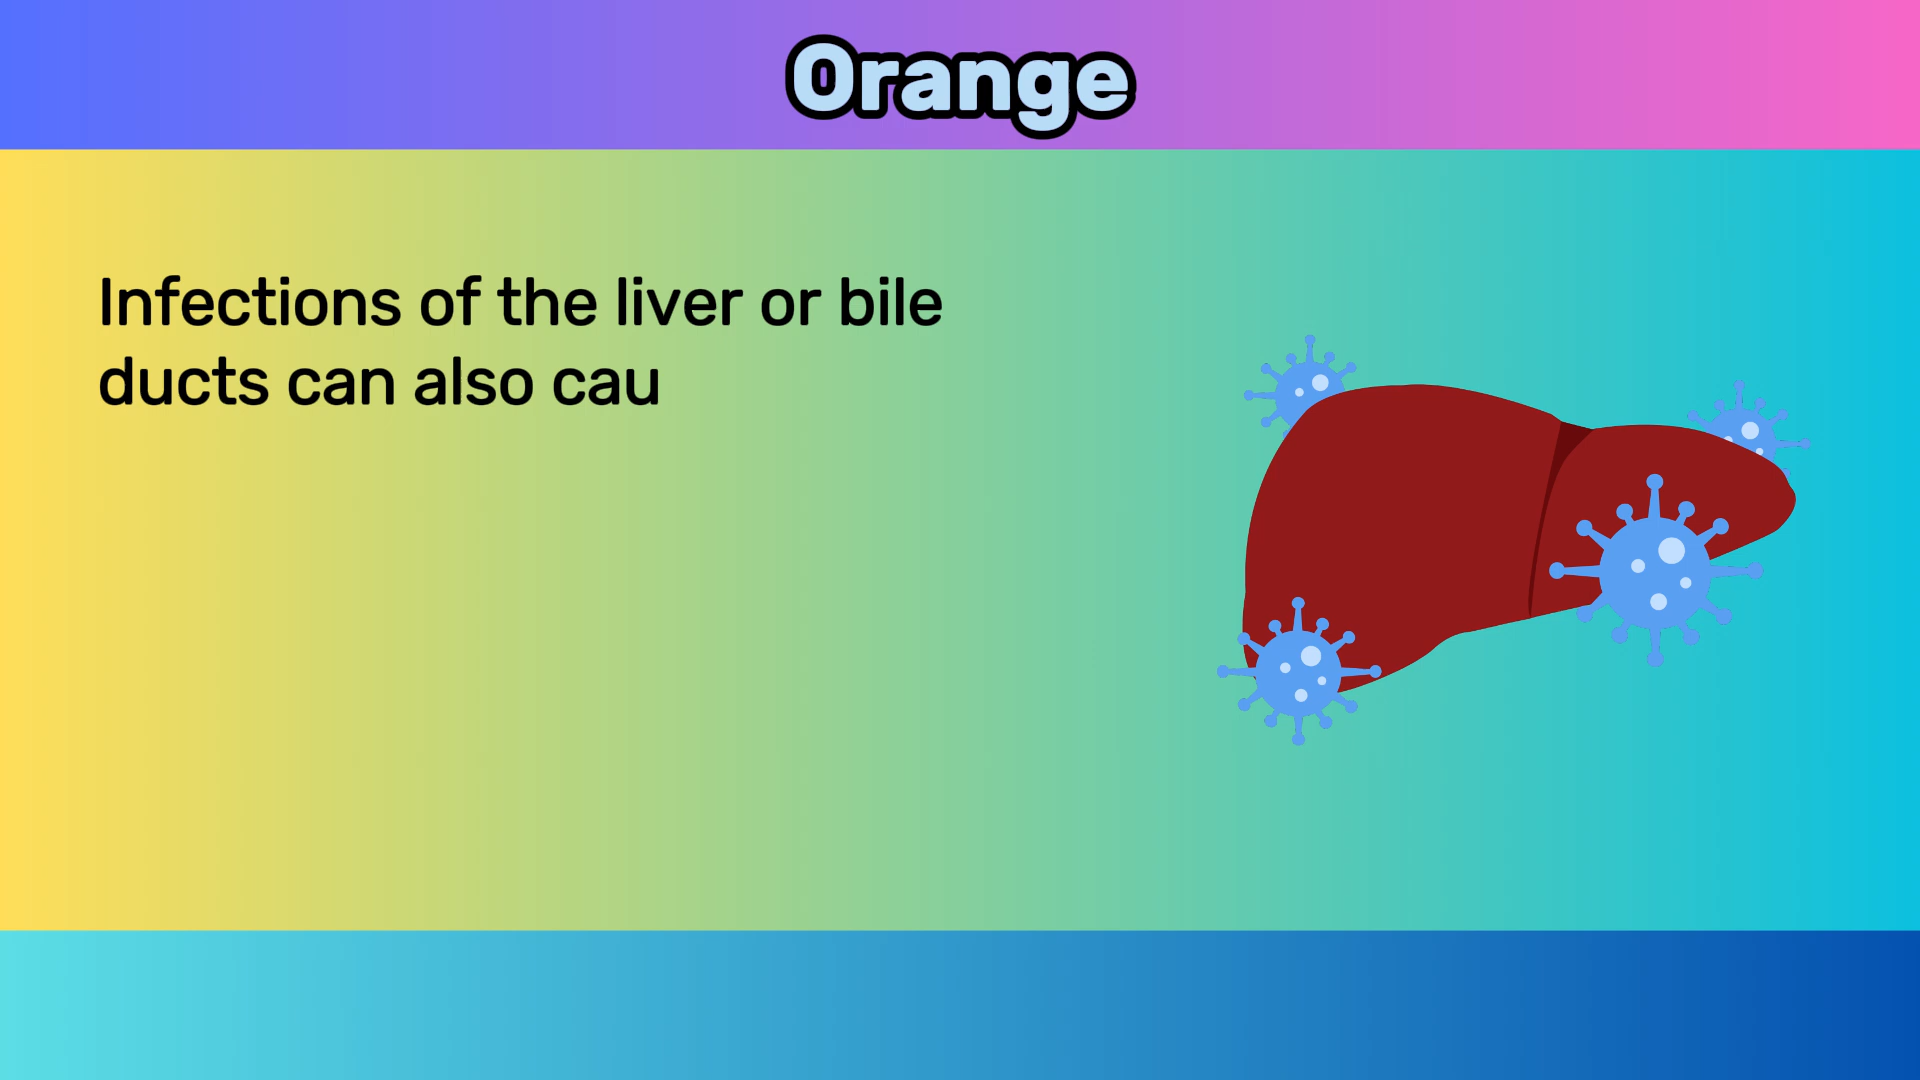 Orange
Infections of the liver or bile
ducts can also cau